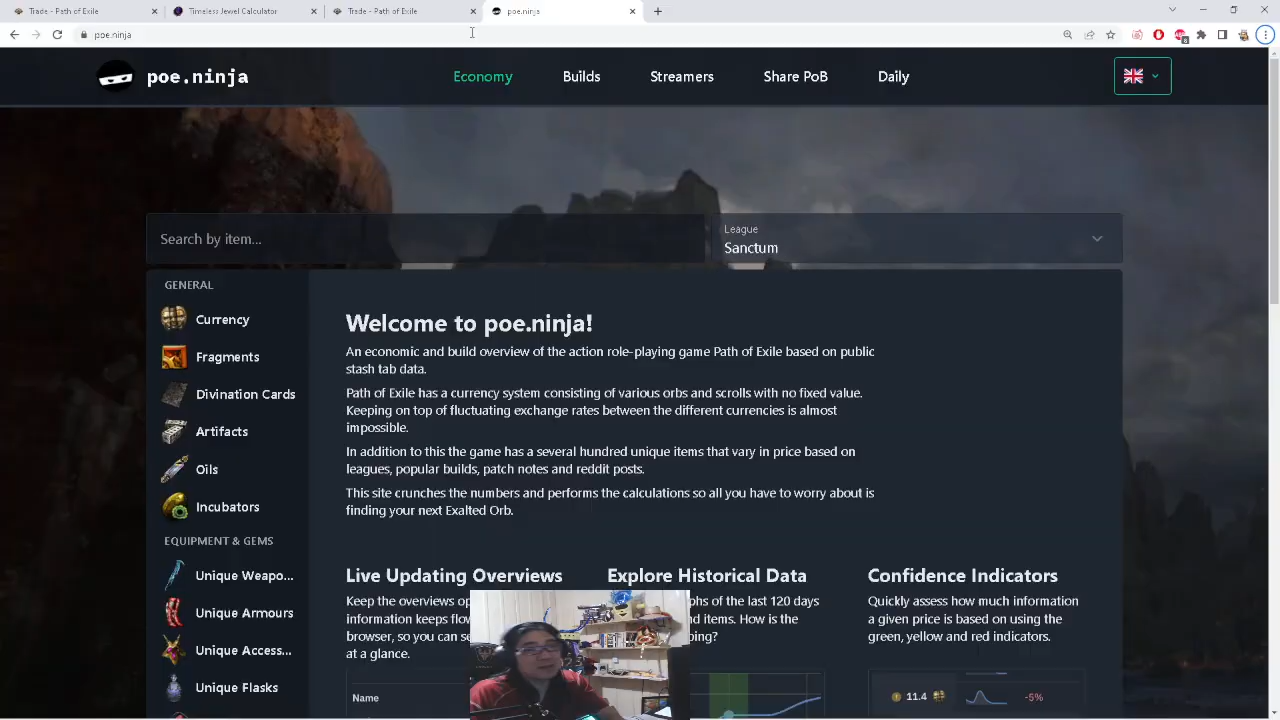 Trade - Path of Exile
Timeless Jewel Calculator
Trade - Path of Exile
poe.ninja
poe.ninja
poe.ninja
Economy
Builds
Streamers
Share PoB
Daily
Search by item...
League
Sanctum
GENERAL
Currency
Fragments
Divination Cards
Artifacts
Oils
Incubators
EQUIPMENT & GEMS
Unique Weapo...
Unique Armours
Unique Access...
Unique Flasks
Welcome to poe.ninja!
An economic and build overview of the action role-playing game Path of Exile based on public
stash tab data.
Path of Exile has a currency system consisting of various orbs and scrolls with no fixed value.
Keeping on top of fluctuating exchange rates between the different currencies is almost
impossible.
In addition to this the game has a several hundred unique items that vary in price based on
leagues, popular builds, patch notes and reddit posts.
This site crunches the numbers and performs the calculations so all you have to worry about is
finding your next Exalted Orb.
Live Updating Overviews
Keep the overviews
information keeps
browser, so you can
at a glance.
Name
Explore Historical Data
of the last 120 days
and items. How is the
Confidence Indicators
Quickly assess how much information
a given price is based on using the
green, yellow and red indicators.
11.4
-5%